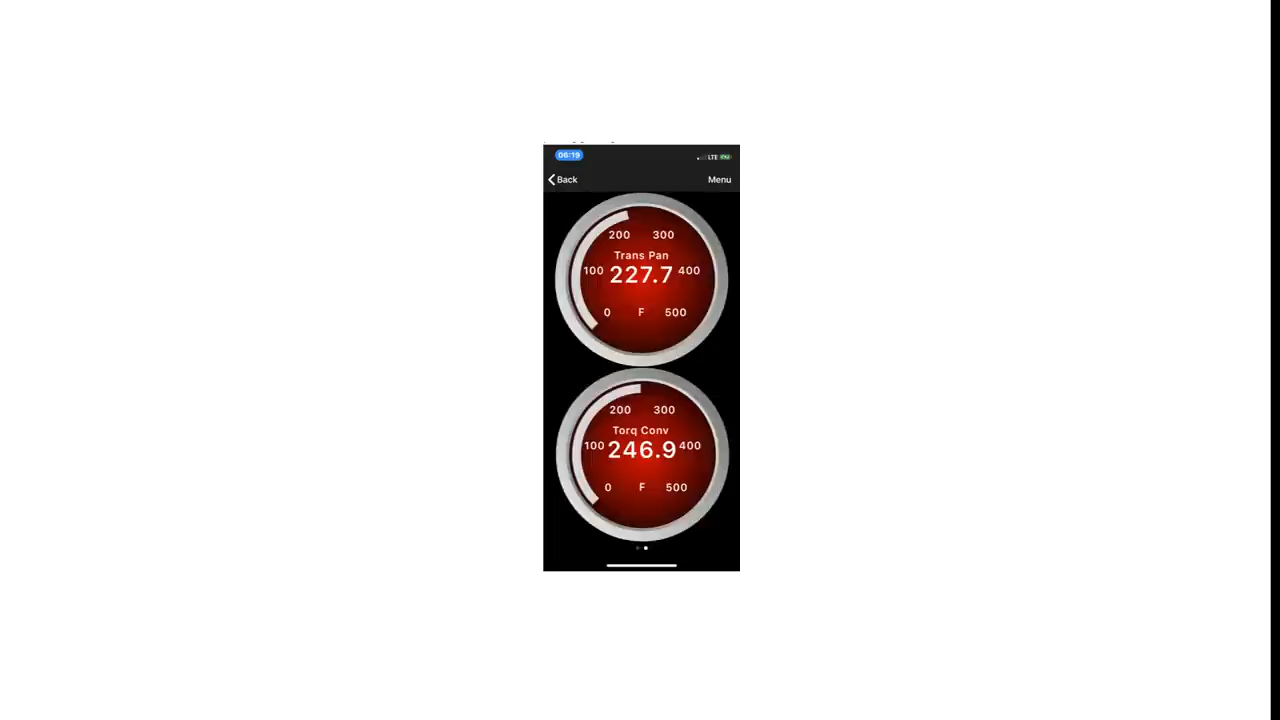 06:19 LTE
Back Menu
200 300
Trans Pan
100 227.7 400
0 F 500
200 300
Torq Conv
100 246.9 400
0 F 500